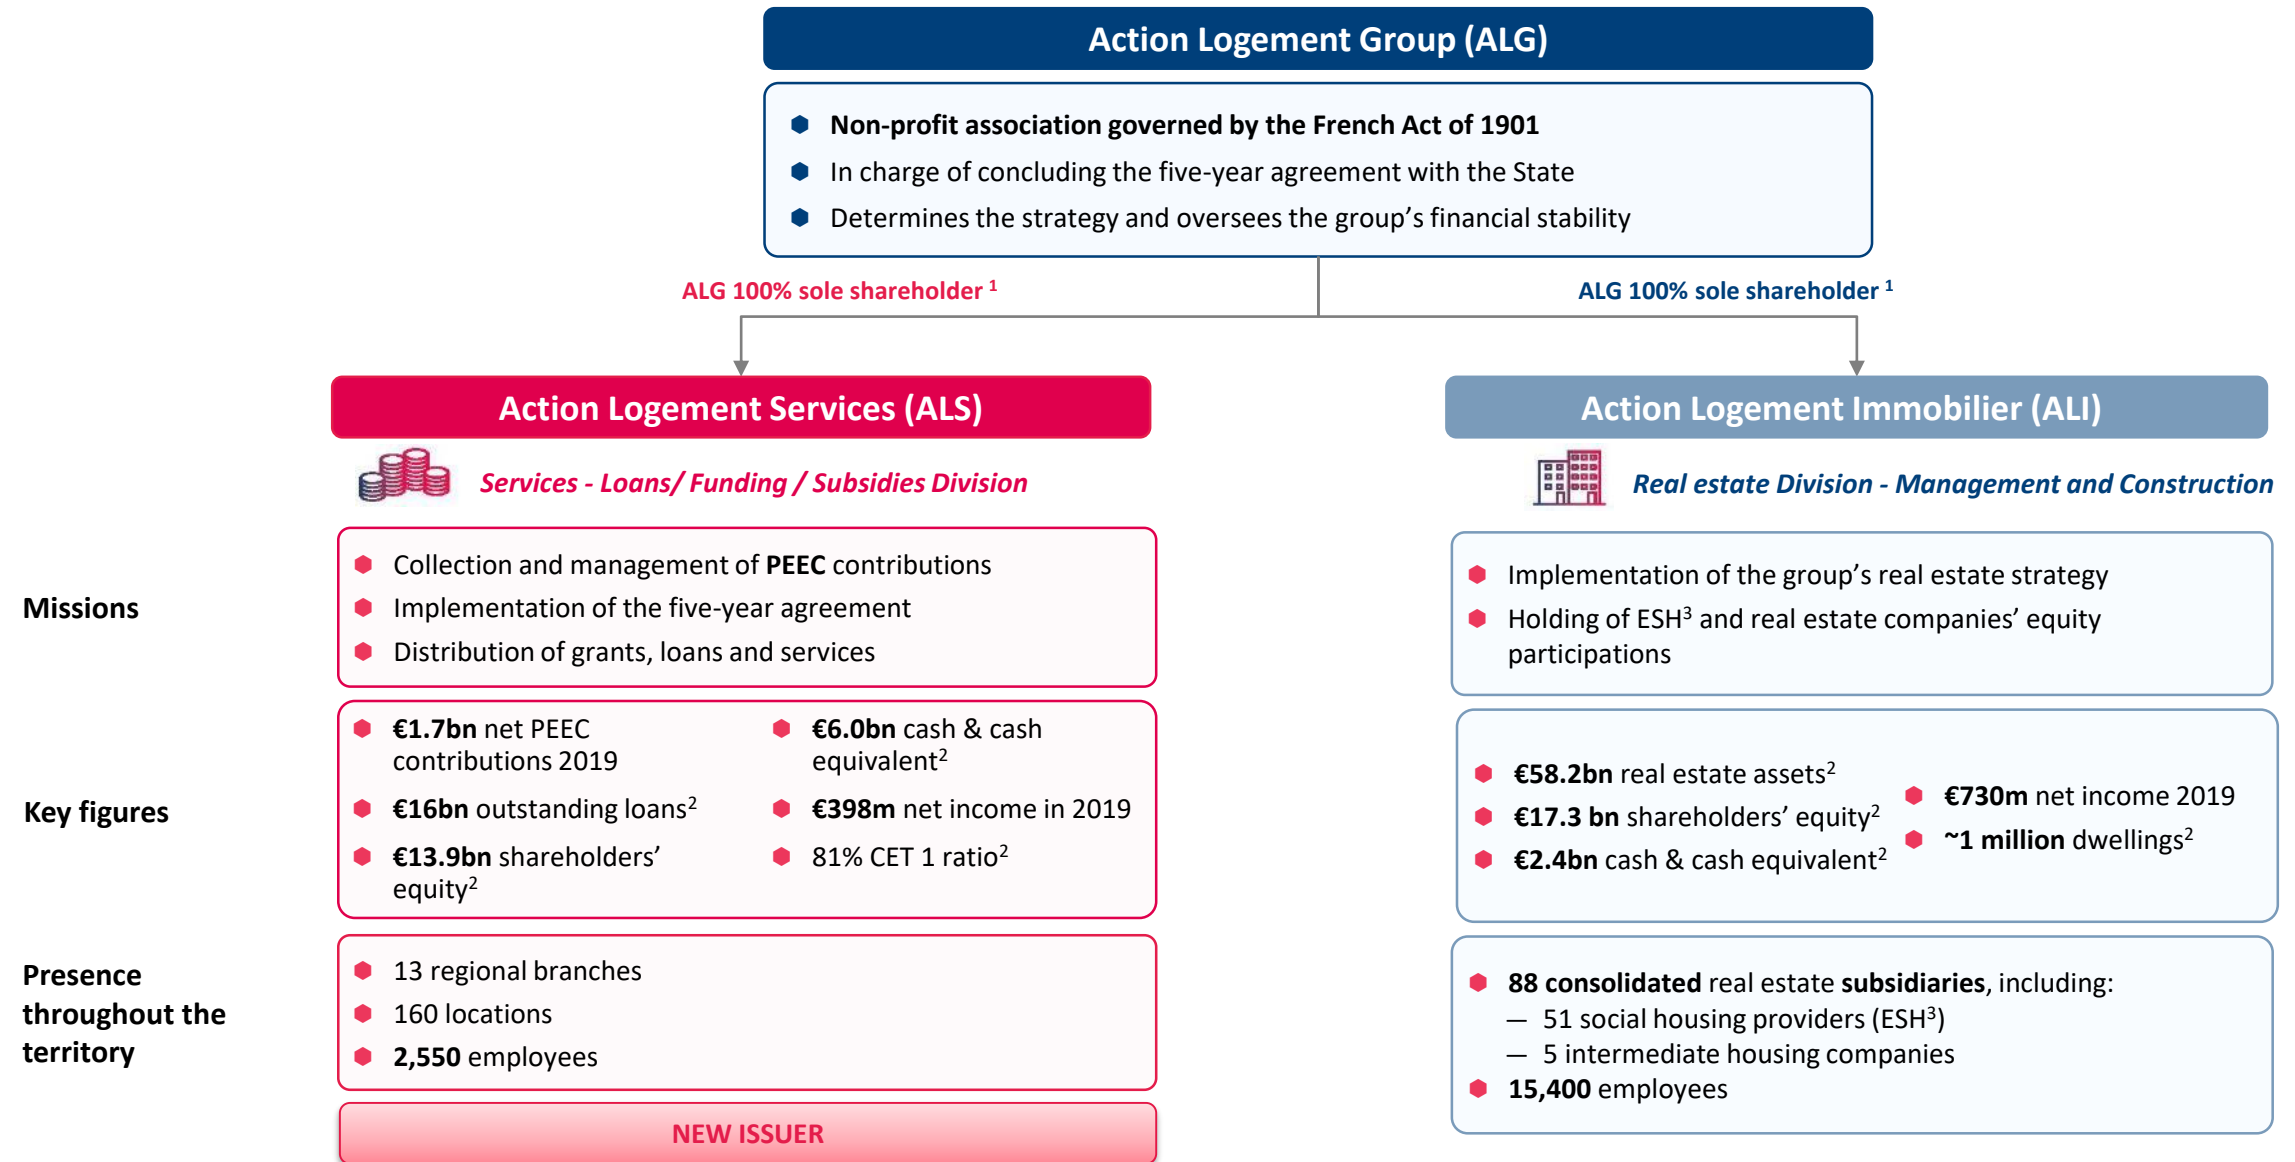 Action Logement Group (ALG)
Non-profit association governed by the French Act of 1901
In charge of concluding the five-year agreement with the State
Determines the strategy and oversees the group’s financial stability
ALG 100% sole shareholder ¹
ALG 100% sole shareholder ¹
Action Logement Services (ALS)
Services - Loans/ Funding / Subsidies Division
Action Logement Immobilier (ALI)
Real estate Division - Management and Construction
Missions
Collection and management of PEEC contributions
Implementation of the five-year agreement
Distribution of grants, loans and services
Implementation of the group’s real estate strategy
Holding of ESH³ and real estate companies’ equity
participations
Key figures
€1.7bn net PEEC
contributions 2019
€16bn outstanding loans²
€13.9bn shareholders’
equity²
€6.0bn cash & cash
equivalent²
€398m net income in 2019
81% CET 1 ratio²
€58.2bn real estate assets²
€17.3 bn shareholders’ equity²
€2.4bn cash & cash equivalent²
€730m net income 2019
~1 million dwellings²
Presence
throughout the
territory
13 regional branches
160 locations
2,550 employees
88 consolidated real estate subsidiaries, including:
— 51 social housing providers (ESH³)
— 5 intermediate housing companies
15,400 employees
NEW ISSUER